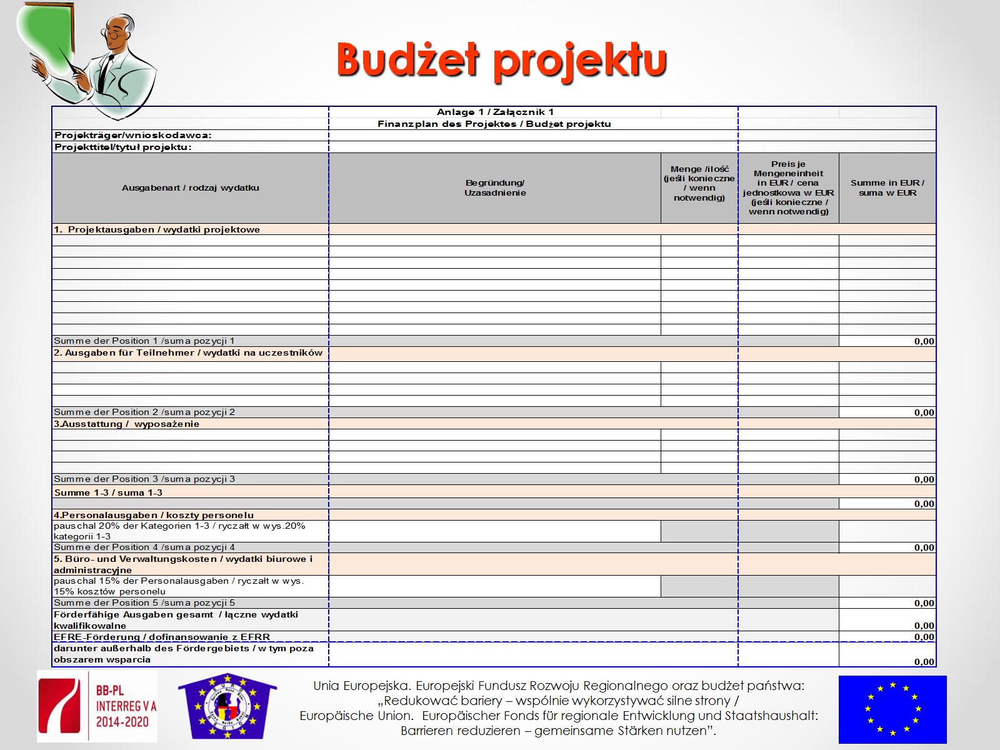 Budżet projektu
Anlage 1 / Załącznik 1
Finanzplan des Projektes / Budżet projektu
Projekträger/wnioskodawca:
Projekttitel/tytuł projektu:
Ausgabenart / rodzaj wydatku
Begründung/
Uzasadnienie
Menge /ilość
(jeśli konieczne
/ wenn
notwendig)
Preis je
Mengeneinheit
in EUR / cena
jednostkowa w EUR
(jeśli konieczne /
wenn notwendig)
Summe in EUR /
suma w EUR
1. Projektausgaben / wydatki projektowe
Summe der Position 1 /suma pozycji 1 0,00
2. Ausgaben für Teilnehmer / wydatki na uczestników
Summe der Position 2 /suma pozycji 2 0,00
3.Ausstattung / wyposażenie
Summe der Position 3 /suma pozycji 3 0,00
Summe 1-3 / suma 1-3
0,00
4.Personalausgaben / koszty personelu
pauschal 20% der Kategorien 1-3 / ryczałt w wys.20%
kategorii 1-3
Summe der Position 4 /suma pozycji 4 0,00
5. Büro- und Verwaltungskosten / wydatki biurowe i
administracyjne
pauschal 15% der Personalausgaben / ryczałt w wys.
15% kosztów personelu
Summe der Position 5 /suma pozycji 5 0,00
Förderfähige Ausgaben gesamt / łączne wydatki
kwalifikowalne 0,00
EFRE-Förderung / dofinansowanie z EFRR 0,00
darunter außerhalb des Fördergebiets / w tym poza
obszarem wsparcia 0,00
BB-PL
INTERREG V A
2014-2020
EURO
REGION
Unia Europejska. Europejski Fundusz Rozwoju Regionalnego oraz budżet państwa:
„Redukować bariery – wspólnie wykorzystywać silne strony /
Europäische Union. Europäischer Fonds für regionale Entwicklung und Staatshaushalt:
Barrieren reduzieren – gemeinsame Stärken nutzen”.